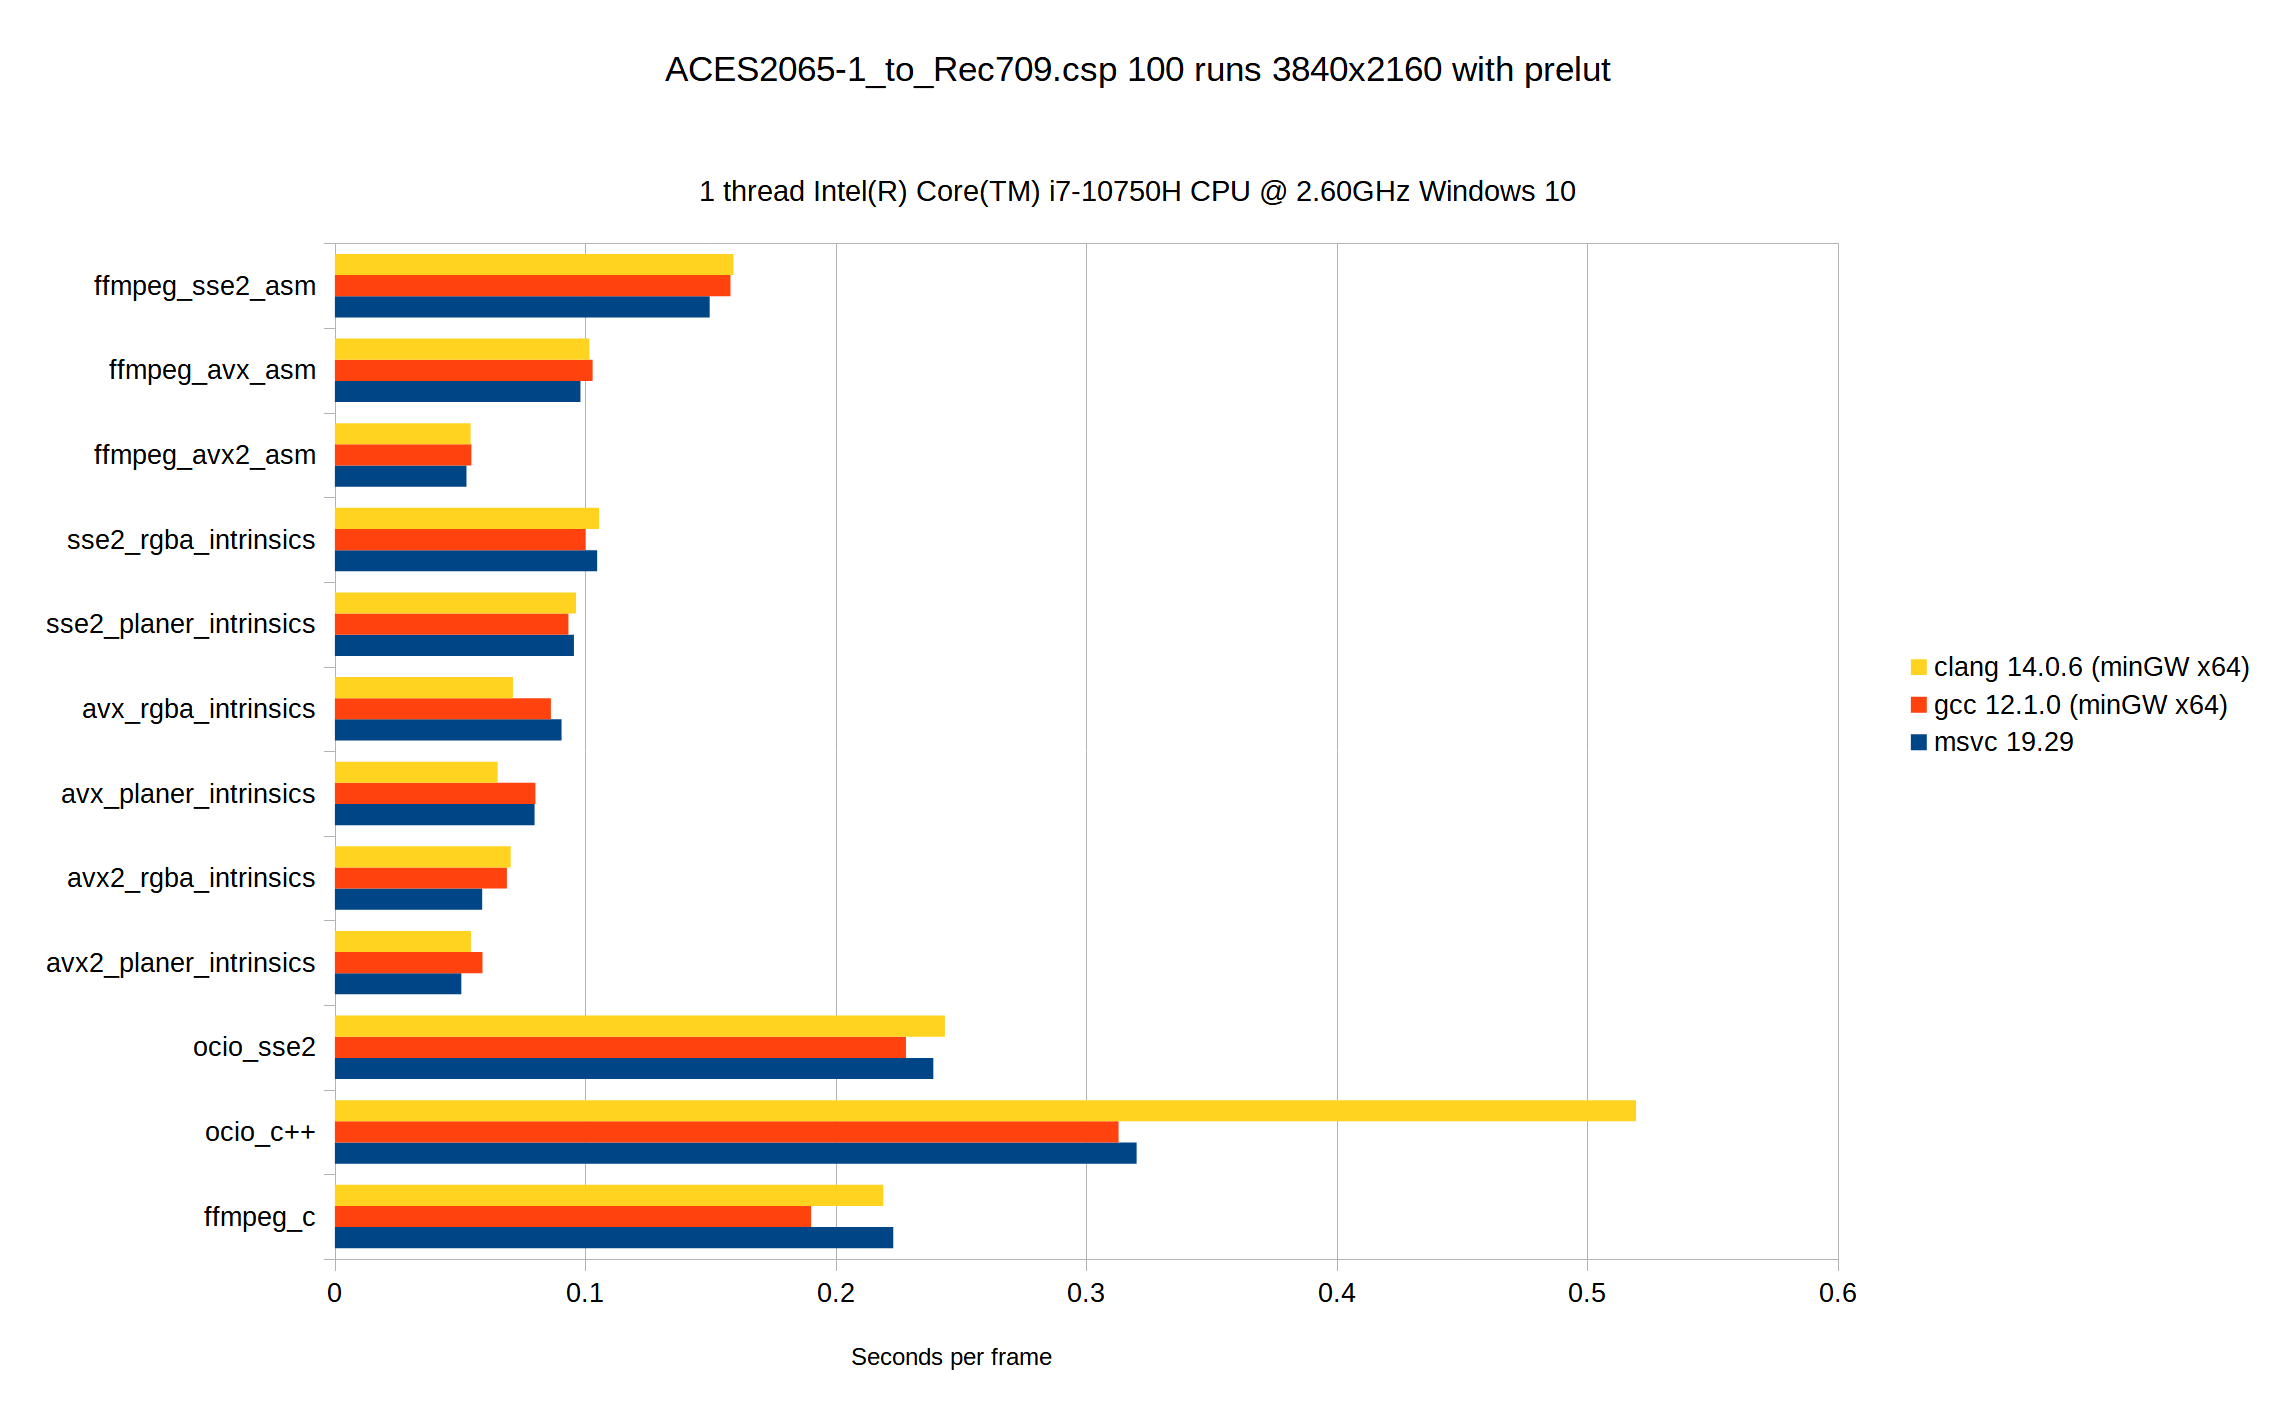 ACES2065-1_to_Rec709.csp 100 runs 3840x2160 with prelut
1 thread Intel(R) Core(TM) i7-10750H CPU @ 2.60GHz Windows 10
ffmpeg_sse2_asm
ffmpeg_avx_asm
ffmpeg_avx2_asm
sse2_rgba_intrinsics
sse2_planer_intrinsics
avx_rgba_intrinsics
avx_planer_intrinsics
avx2_rgba_intrinsics
avx2_planer_intrinsics
ocio_sse2
ocio_c++
ffmpeg_c
0 0.1 0.2 0.3 0.4 0.5 0.6
Seconds per frame
clang 14.0.6 (minGW x64)
gcc 12.1.0 (minGW x64)
msvc 19.29